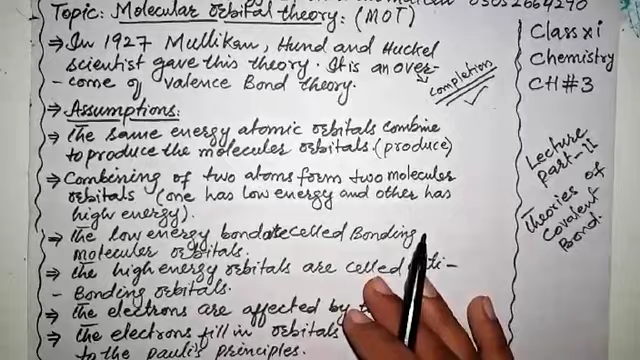 Topic: Molecular orbital theory: (MOT)
⇒ In 1927 Mullikan, Hund and Huckel
scientist gave this theory. It is an over-
- come of valence Bond theory.
completion
⇒ Assumptions:
⇒ The same energy atomic orbitals combine
to produce the molecular orbitals. (produce)
⇒ Combining of two atoms form two molecular
orbitals (one has low energy and other has
high energy).
⇒ The low energy bond are called Bonding
molecular orbitals.
⇒ The high energy orbitals are called
- Bonding orbitals.
⇒ The electrons are affected by
⇒ The electrons fill in orbitals
to the pauli's principles.
Class xi
Chemistry
CH#3
Lecture
part-II
Theories of
Covalent
Bond.